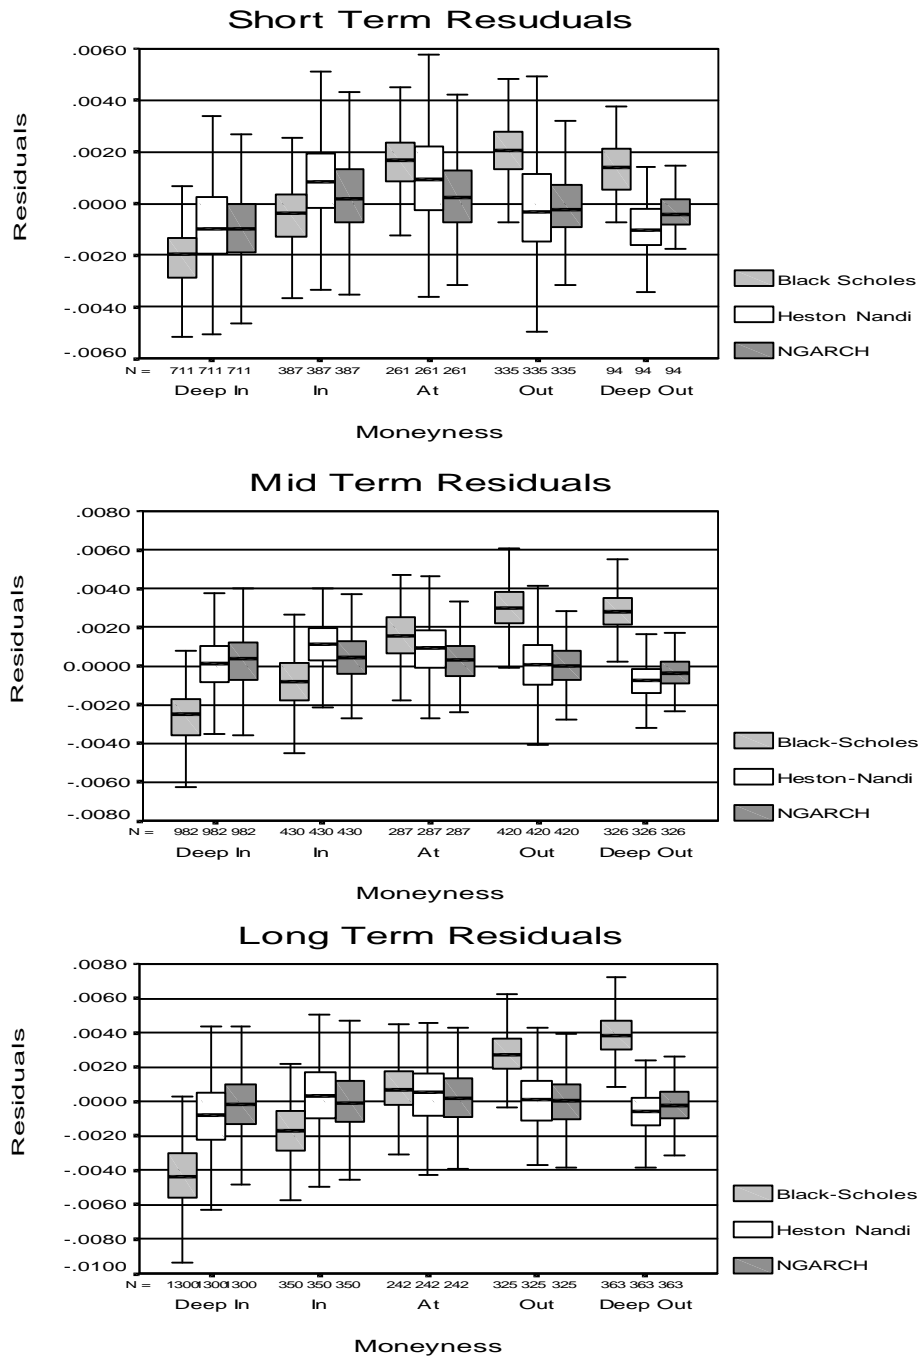 Short Term Resuduals
.0060
.0040
.0020
.0000
-.0020
-.0040
-.0060
Residuals
N = 711 711 711 387 387 387 261 261 261 335 335 335 94 94 94
Deep In In At Out Deep Out
Moneyness
Black Scholes
Heston Nandi
NGARCH
Mid Term Residuals
.0080
.0060
.0040
.0020
0.0000
-.0020
-.0040
-.0060
-.0080
Residuals
N = 982 982 982 430 430 430 287 287 287 420 420 420 326 326 326
Deep In In At Out Deep Out
Moneyness
Black-Scholes
Heston-Nandi
NGARCH
Long Term Residuals
.0080
.0060
.0040
.0020
.0000
-.0020
-.0040
-.0060
-.0080
-.0100
Residuals
N = 1300 1300 1300 350 350 350 242 242 242 325 325 325 363 363 363
Deep In In At Out Deep Out
Moneyness
Black-Scholes
Heston Nandi
NGARCH